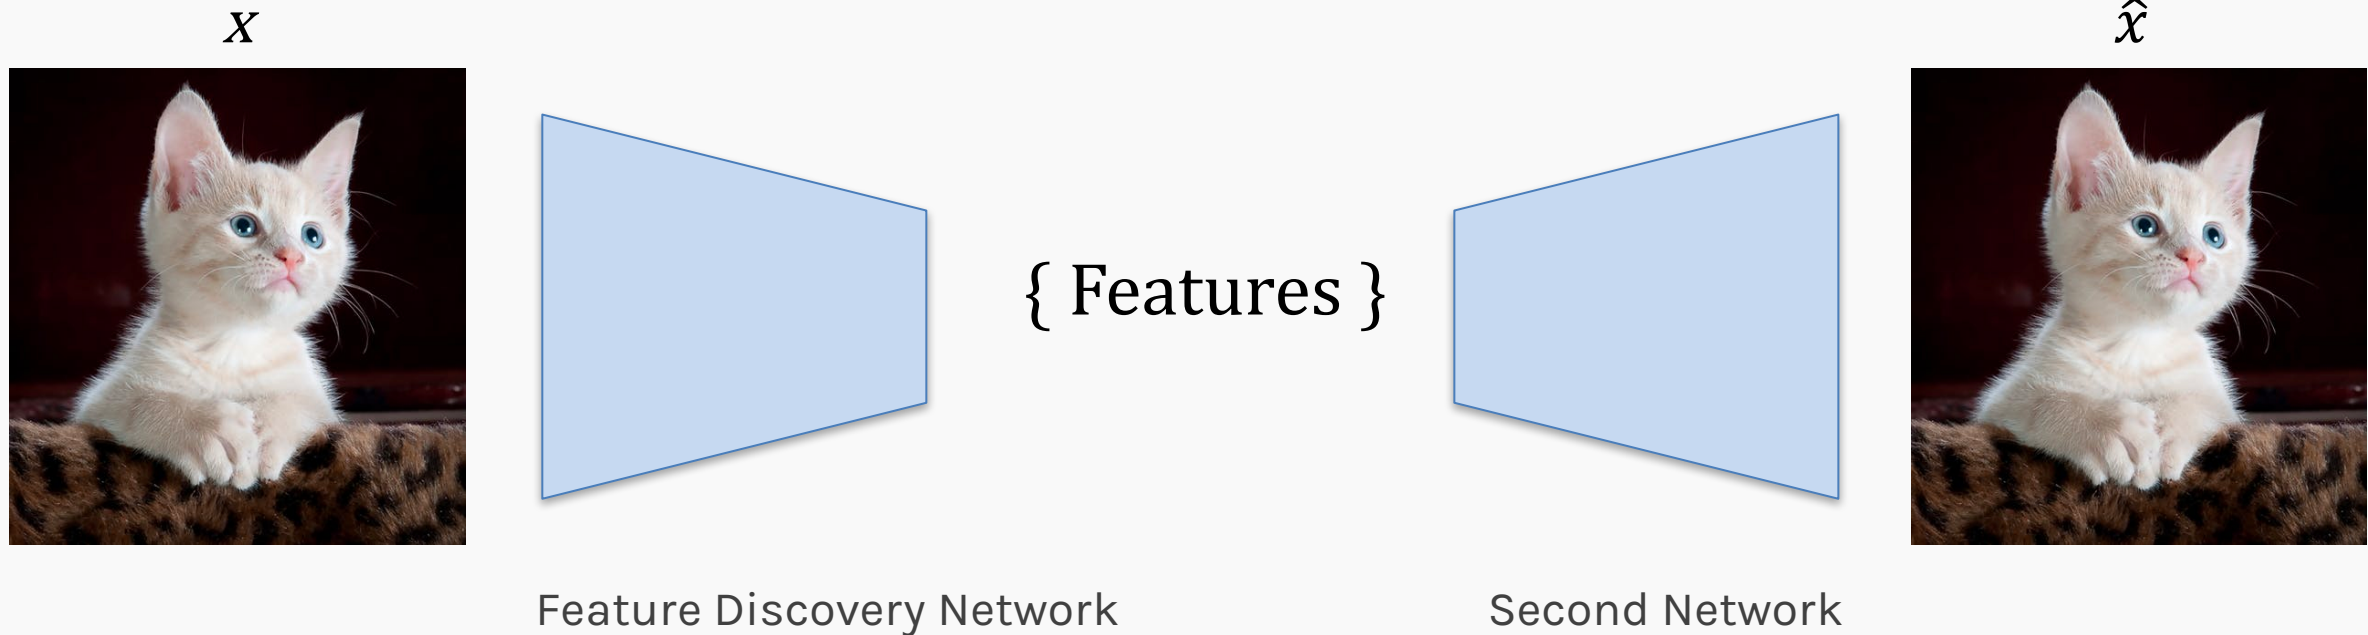 x
x̂
{ Features }
Feature Discovery Network
Second Network